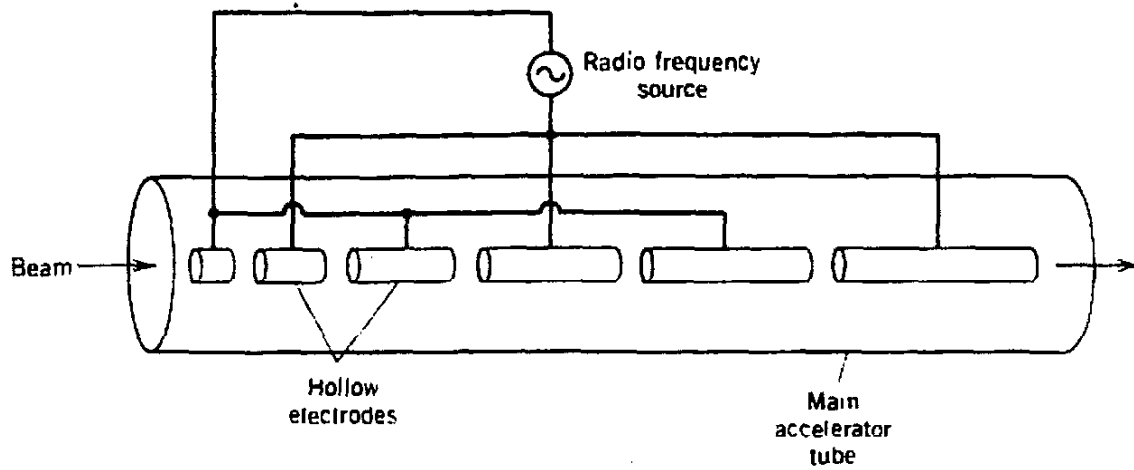 Radio frequency
source
Beam
Hollow
electrodes
Main
accelerator
tube